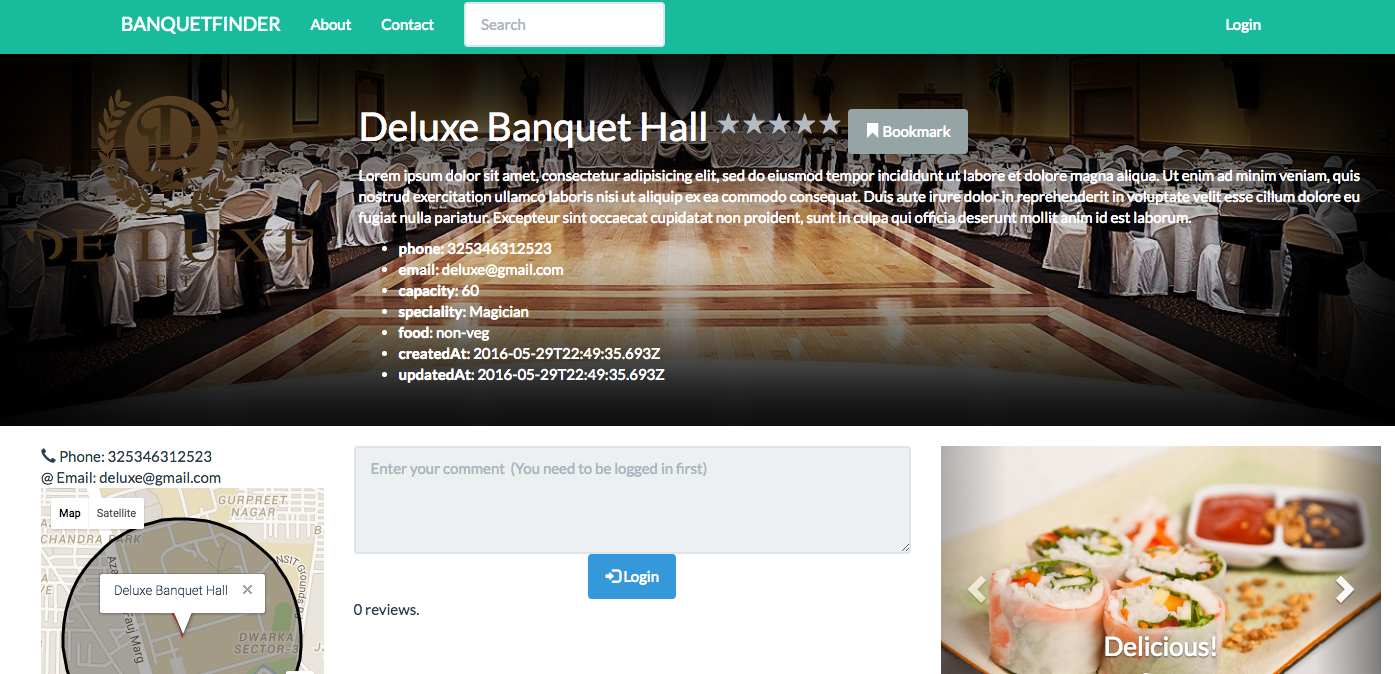 BANQUETFINDER About Contact Search Login
Deluxe Banquet Hall Bookmark
Lorem ipsum dolor sit amet, consectetur adipisicing elit, sed do eiusmod tempor incididunt ut labore et dolore magna aliqua. Ut enim ad minim veniam, quis
nostrud exercitation ullamco laboris nisi ut aliquip ex ea commodo consequat. Duis aute irure dolor in reprehenderit in voluptate velit esse cillum dolore eu
fugiat nulla pariatur. Excepteur sint occaecat cupidatat non proident, sunt in culpa qui officia deserunt mollit anim id est laborum.
DE LUXE
phone: 325346312523
email: deluxe@gmail.com
capacity: 60
speciality: Magician
food: non-veg
createdAt: 2016-05-29T22:49:35.693Z
updatedAt: 2016-05-29T22:49:35.693Z
Phone: 325346312523
@ Email: deluxe@gmail.com
Map Satellite
GURPREET
NAGAR
CHANDRA PARK
Deluxe Banquet Hall
DWARKA
SECTOR-3
Marg
Enter your comment (You need to be logged in first)
Login
0 reviews.
Delicious!